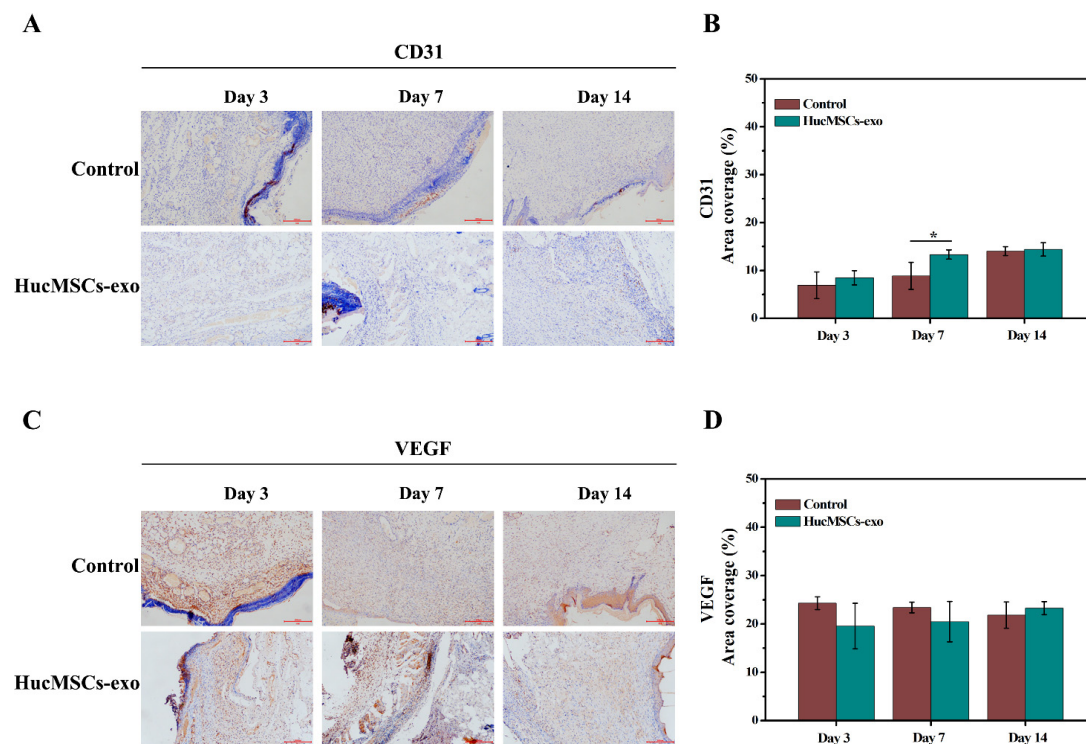 A
CD31
Day 3 Day 7 Day 14
Control
HucMSCs-exo
B
50
40
30
20
10
0
CD31
Area coverage (%)
Control
HucMSCs-exo
*
Day 3 Day 7 Day 14
C
VEGF
Day 3 Day 7 Day 14
Control
HucMSCs-exo
D
50
40
30
20
10
0
VEGF
Area coverage (%)
Control
HucMSCs-exo
Day 3 Day 7 Day 14